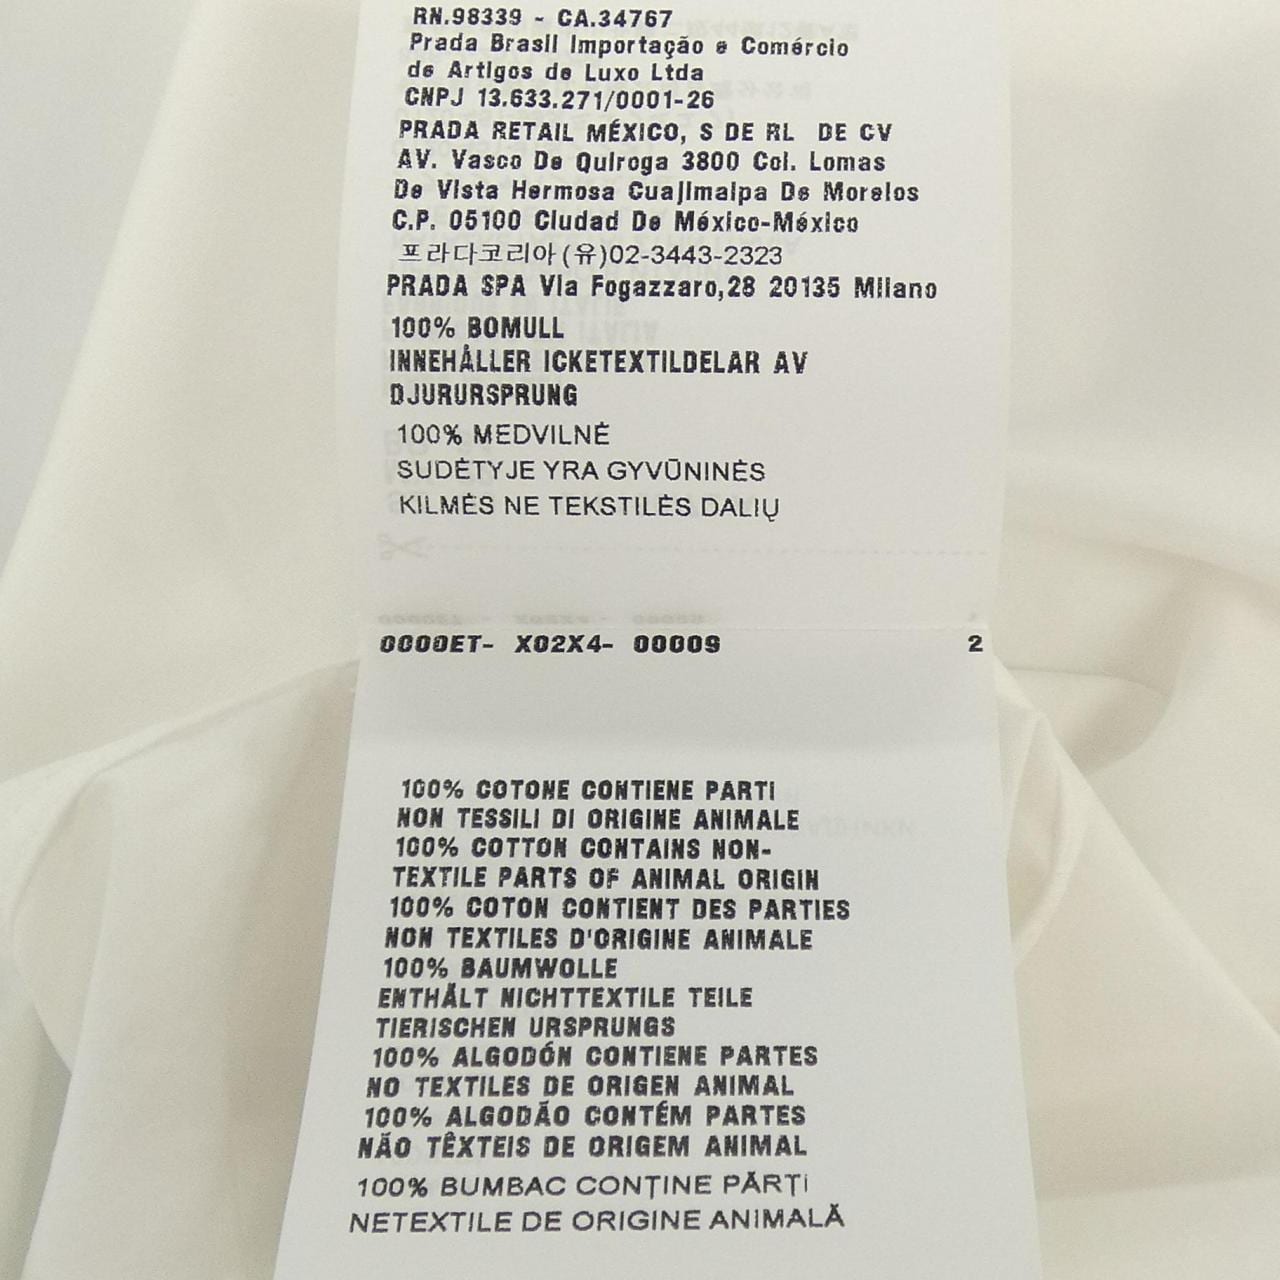 RN.98339 - CA.34767
Prada Brasil Importação e Comércio
de Artigos de Luxo Ltda
CNPJ 13.633.271/0001-26
PRADA RETAIL MÉXICO, S DE RL DE CV
AV. Vasco De Quiroga 3800 Col. Lomas
De Vista Hermosa Cuajimalpa De Morelos
C.P. 05100 Ciudad De México-México
프라다코리아(유)02-3443-2323
PRADA SPA Via Fogazzaro,28 20135 Milano
100% BOMULL
INNEHÅLLER ICKETEXTILDELAR AV
DJURURSPRUNG
100% MEDVILNĖ
SUDĖTYJE YRA GYVŪNINĖS
KILMĖS NE TEKSTILĖS DALIŲ
0000ET- X02X4- 0000S 2
100% COTONE CONTIENE PARTI
NON TESSILI DI ORIGINE ANIMALE
100% COTTON CONTAINS NON-
TEXTILE PARTS OF ANIMAL ORIGIN
100% COTON CONTIENT DES PARTIES
NON TEXTILES D'ORIGINE ANIMALE
100% BAUMWOLLE
ENTHÄLT NICHTTEXTILE TEILE
TIERISCHEN URSPRUNGS
100% ALGODÓN CONTIENE PARTES
NO TEXTILES DE ORIGEN ANIMAL
100% ALGODÃO CONTÉM PARTES
NÃO TÊXTEIS DE ORIGEM ANIMAL
100% BUMBAC CONȚINE PĂRȚI
NETEXTILE DE ORIGINE ANIMALĂ